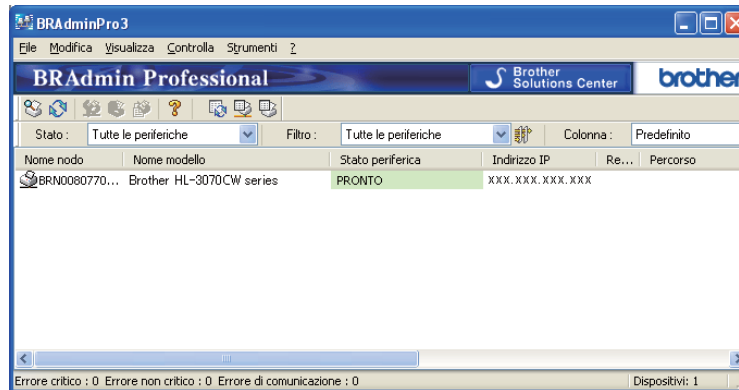 BRAdminPro3
File Modifica Visualizza Controlla Strumenti ?
BRAdmin Professional Brother Solutions Center brother
Stato : Tutte le periferiche Filtro : Tutte le periferiche Colonna : Predefinito
Nome nodo Nome modello Stato periferica Indirizzo IP Re... Percorso
BRN0080770... Brother HL-3070CW series PRONTO XXX.XXX.XXX.XXX
Errore critico : 0 Errore non critico : 0 Errore di comunicazione : 0 Dispositivi: 1